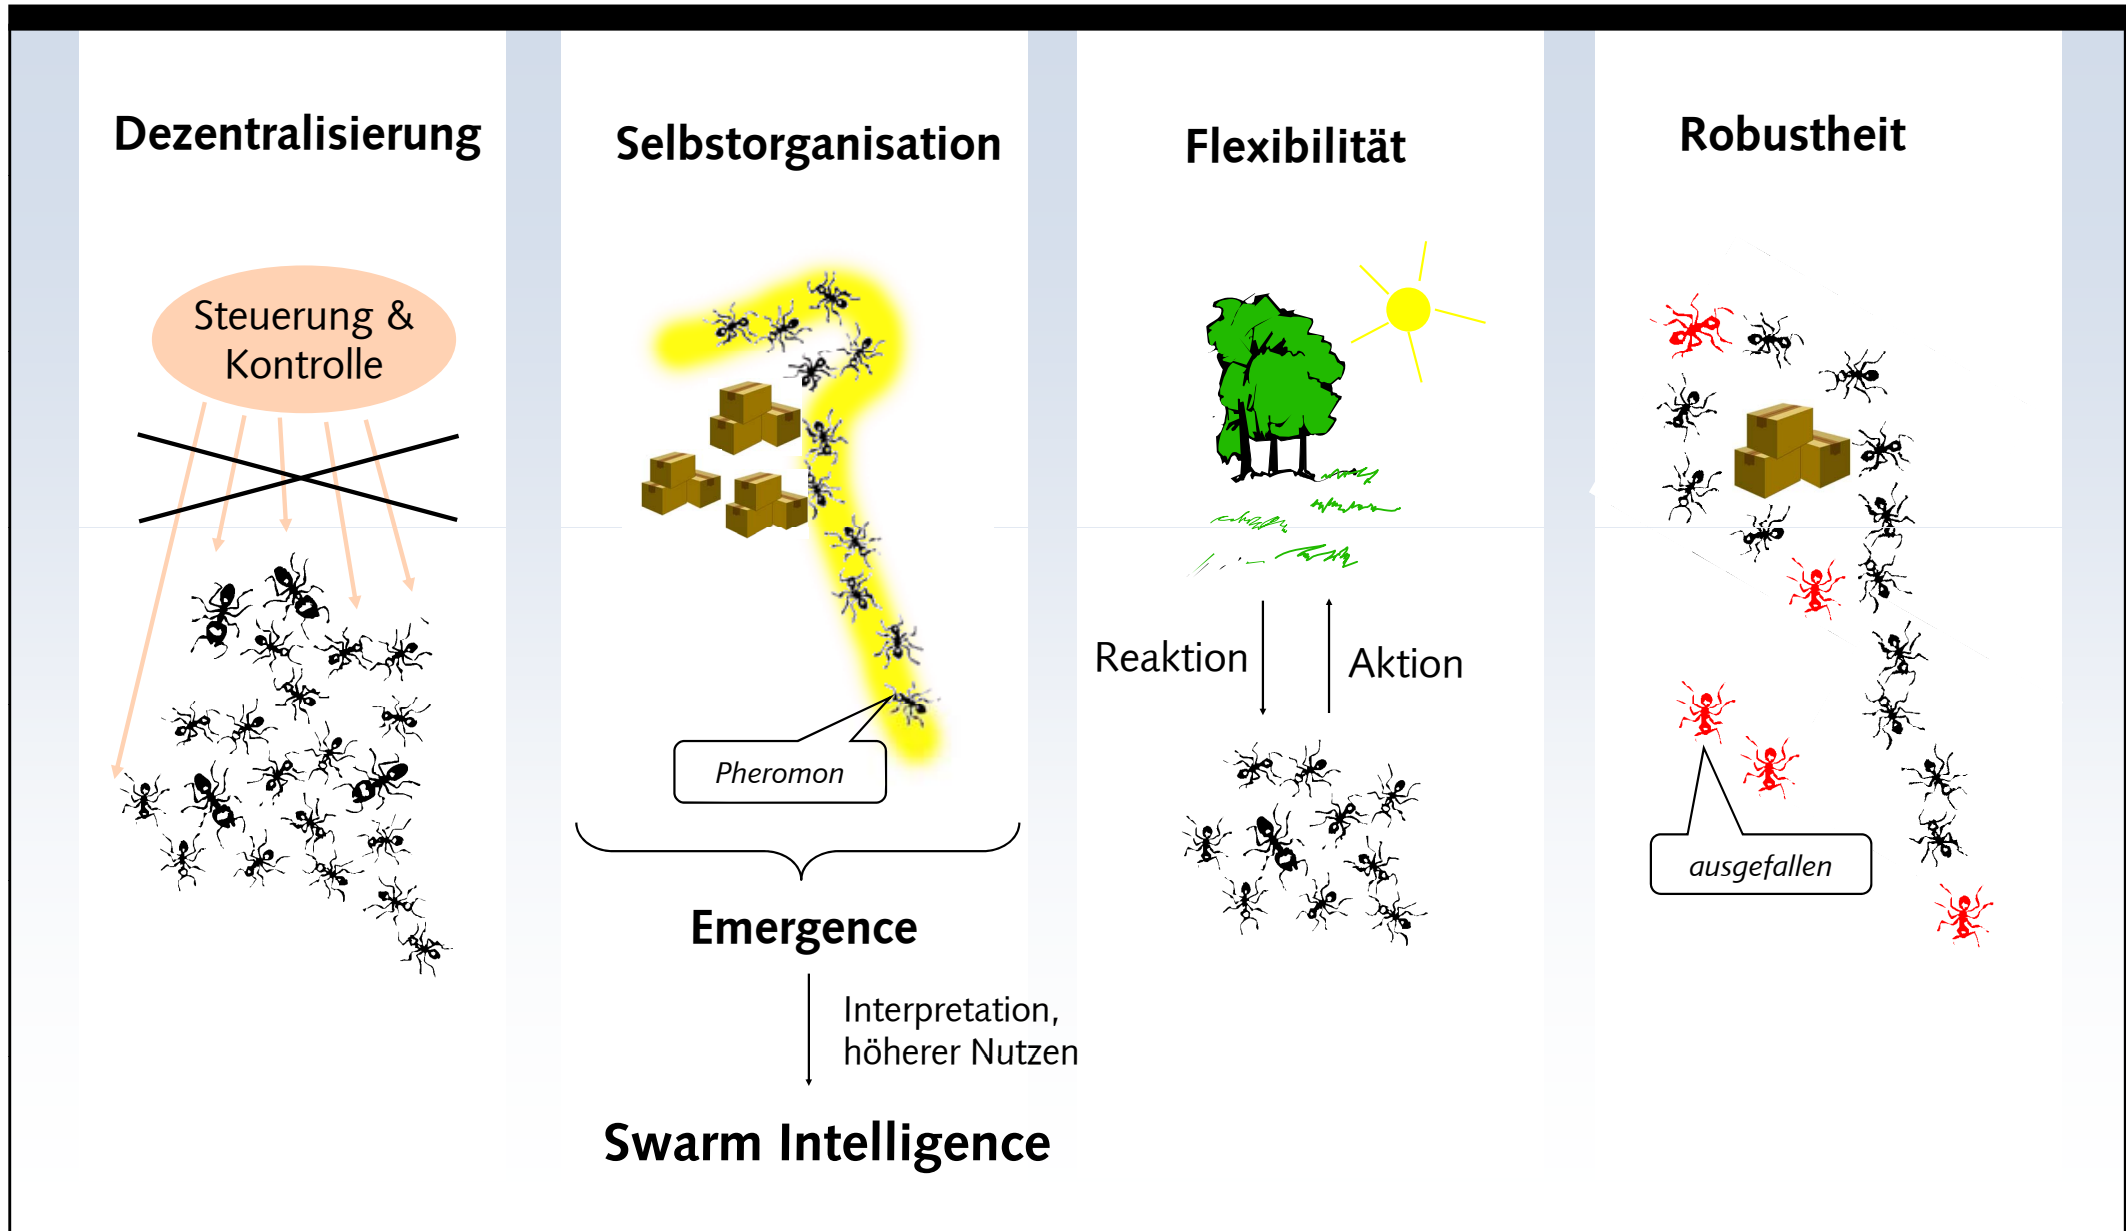 Dezentralisierung
Steuerung &
Kontrolle
Selbstorganisation
Pheromon
Emergence
Interpretation,
höherer Nutzen
Swarm Intelligence
Flexibilität
Reaktion
Aktion
Robustheit
ausgefallen